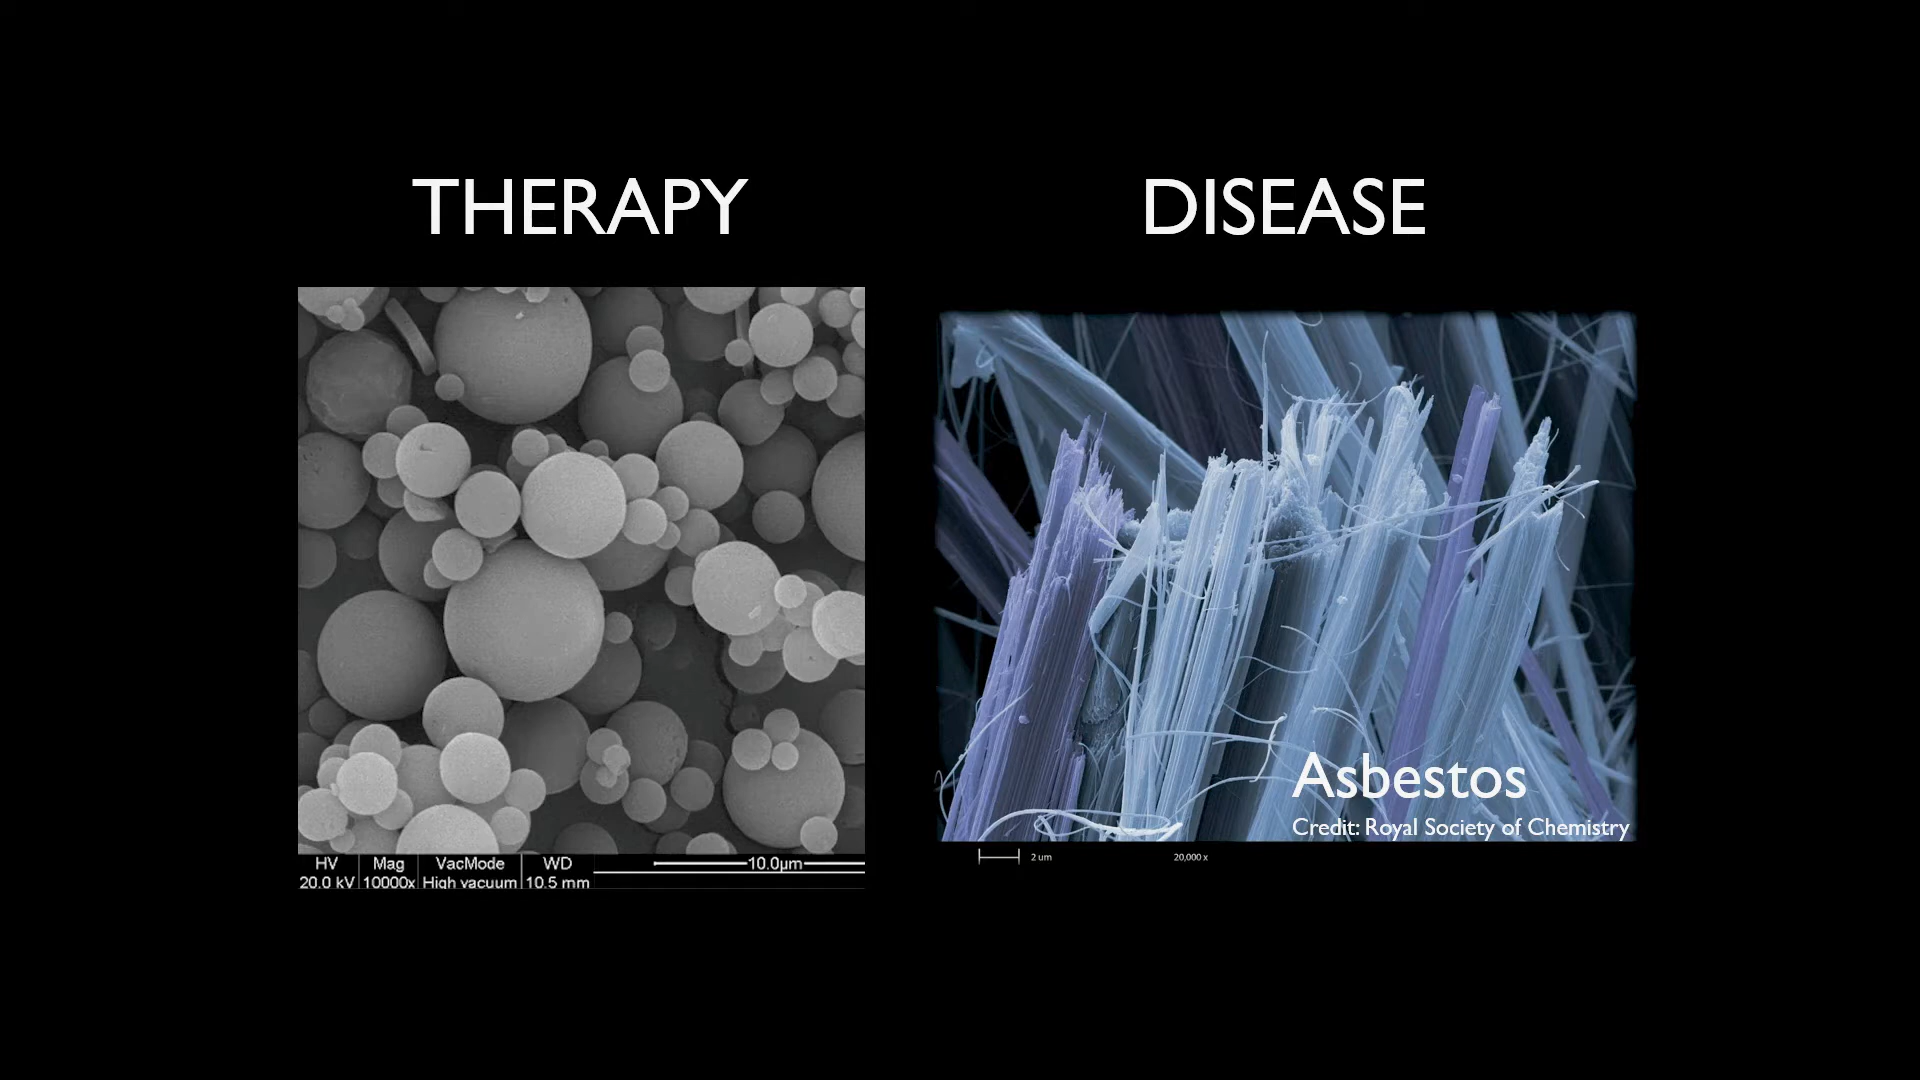 THERAPY
DISEASE
HV Mag VacMode WD 10.0µm
20.0 kV 10000x High vacuum 10.5 mm
Asbestos
Credit: Royal Society of Chemistry
2 um 20,000 x